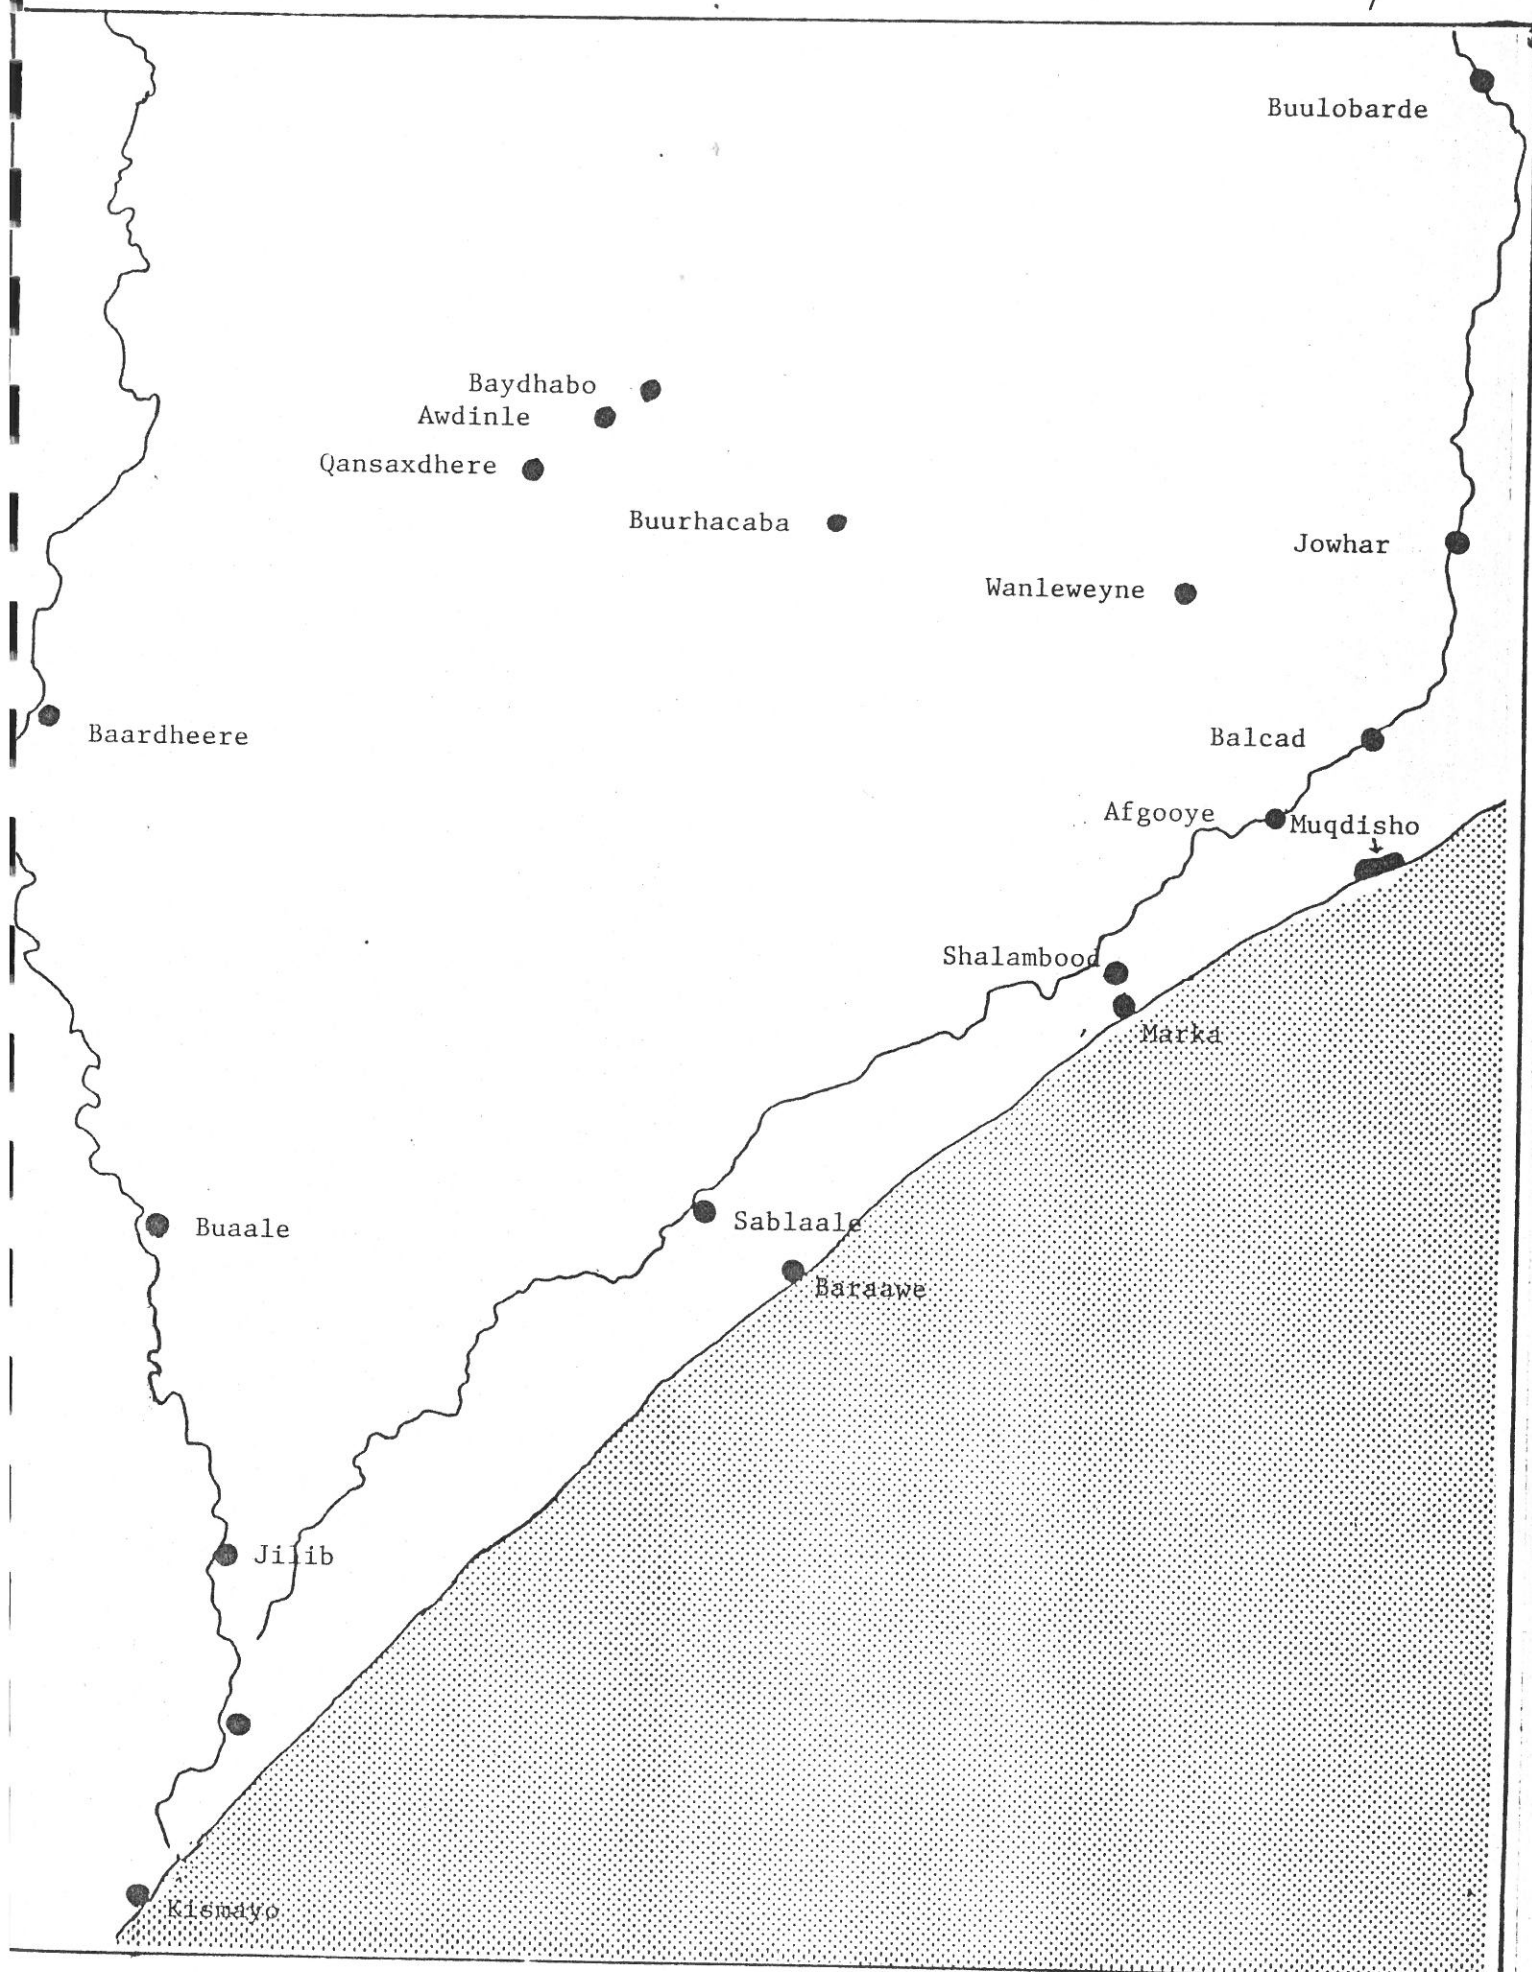 Buulobarde
Baydhabo
Awdinle
Qansaxdhere
Buurhacaba
Jowhar
Wanleweyne
Baardheere
Balcad
Afgooye
Muqdisho
Shalambood
Marka
Buaale
Sablaale
Baraawe
Jilib
Kismayo